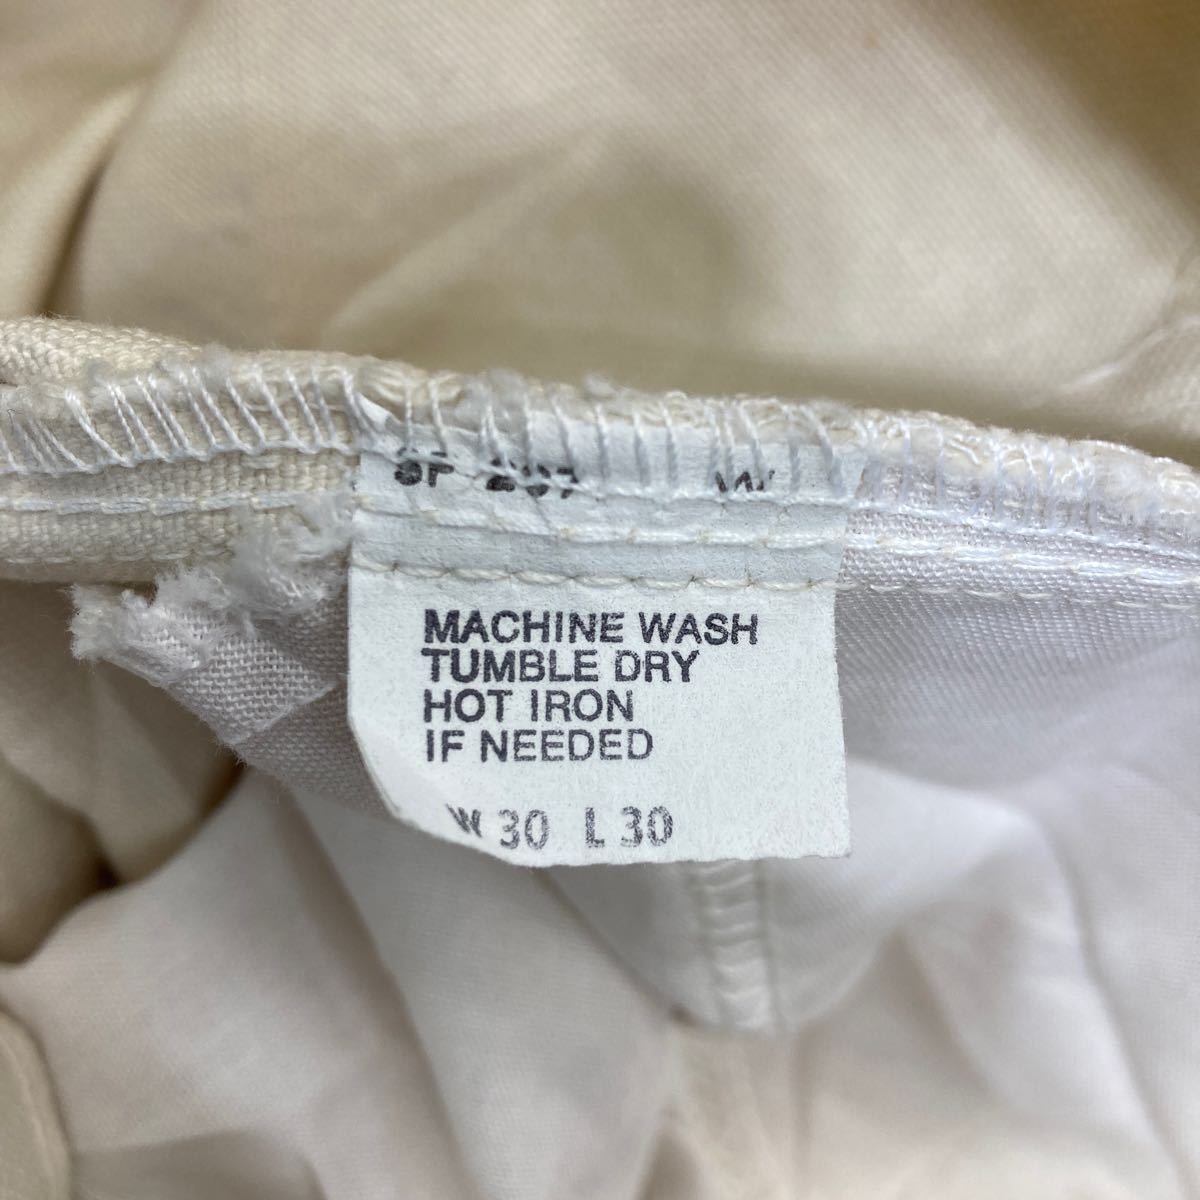 MACHINE WASH
TUMBLE DRY
HOT IRON
IF NEEDED
W 30 L 30